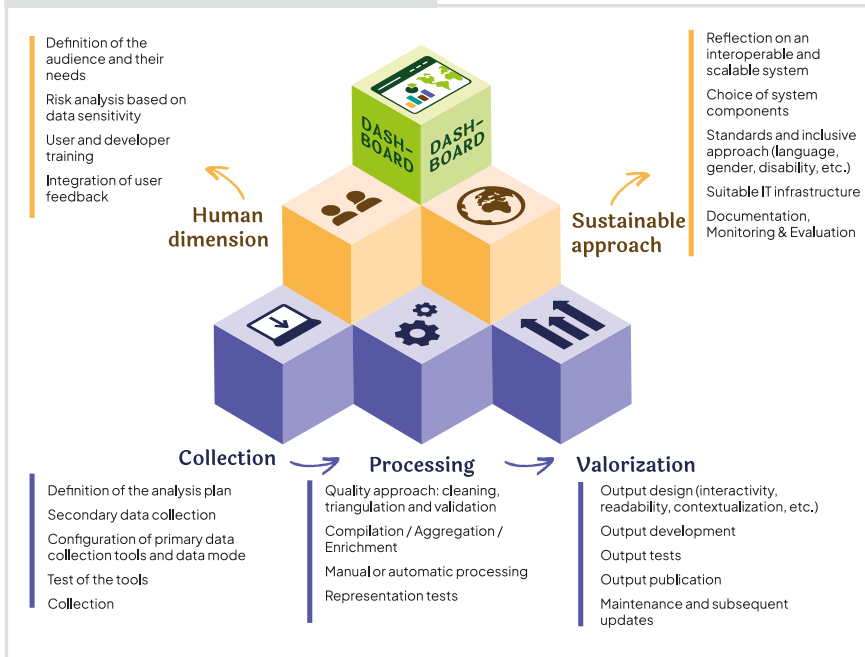 Definition of the
audience and their
needs
Risk analysis based on
data sensitivity
User and developer
training
Integration of user
feedback
Human
dimension
DASH-
BOARD
DASH-
BOARD
Reflection on an
interoperable and
scalable system
Choice of system
components
Standards and inclusive
approach (language,
gender, disability, etc.)
Suitable IT infrastructure
Documentation,
Monitoring & Evaluation
Sustainable
approach
Collection
Definition of the analysis plan
Secondary data collection
Configuration of primary data
collection tools and data mode
Test of the tools
Collection
Processing
Quality approach: cleaning,
triangulation and validation
Compilation / Aggregation /
Enrichment
Manual or automatic processing
Representation tests
Valorization
Output design (interactivity,
readability, contextualization, etc.)
Output development
Output tests
Output publication
Maintenance and subsequent
updates